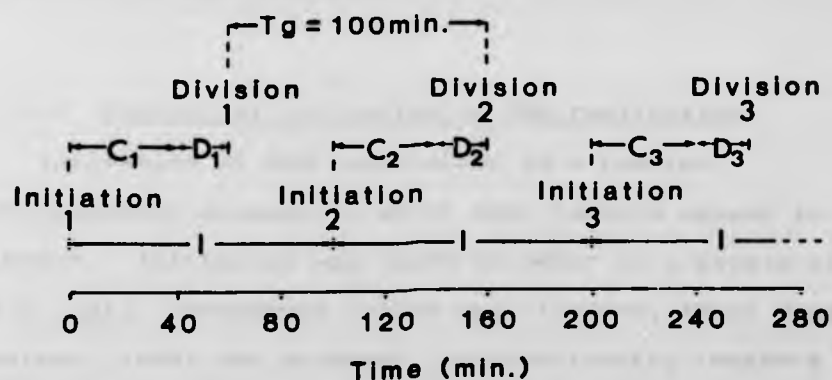 Tg = 100min.
Division Division Division
1 2 3
C1 D1 C2 D2 C3 D3
Initiation Initiation Initiation
1 2 3
I I I
0 40 80 120 160 200 250 280
Time (min.)